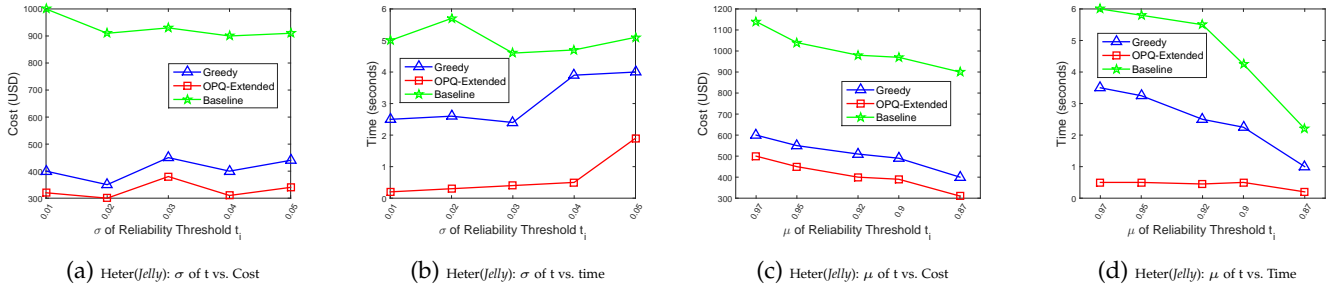 1000
900
800
700
600
500
400
300
Cost (USD)
Greedy
OPQ-Extended
Baseline
0.01
0.02
0.03
0.04
0.05
σ of Reliability Threshold t_i
(a) Heter(Jelly): σ of t vs. Cost
6
5
4
3
2
1
0
Time (seconds)
Greedy
OPQ-Extended
Baseline
0.01
0.02
0.03
0.04
0.05
σ of Reliability Threshold t_i
(b) Heter(Jelly): σ of t vs. time
1200
1100
1000
900
800
700
600
500
400
300
Cost (USD)
Greedy
OPQ-Extended
Baseline
0.97
0.95
0.92
0.9
0.87
μ of Reliability Threshold t_i
(c) Heter(Jelly): μ of t vs. Cost
6
5
4
3
2
1
0
Time (seconds)
Greedy
OPQ-Extended
Baseline
0.97
0.95
0.92
0.9
0.87
μ of Reliability Threshold t_i
(d) Heter(Jelly): μ of t vs. Time